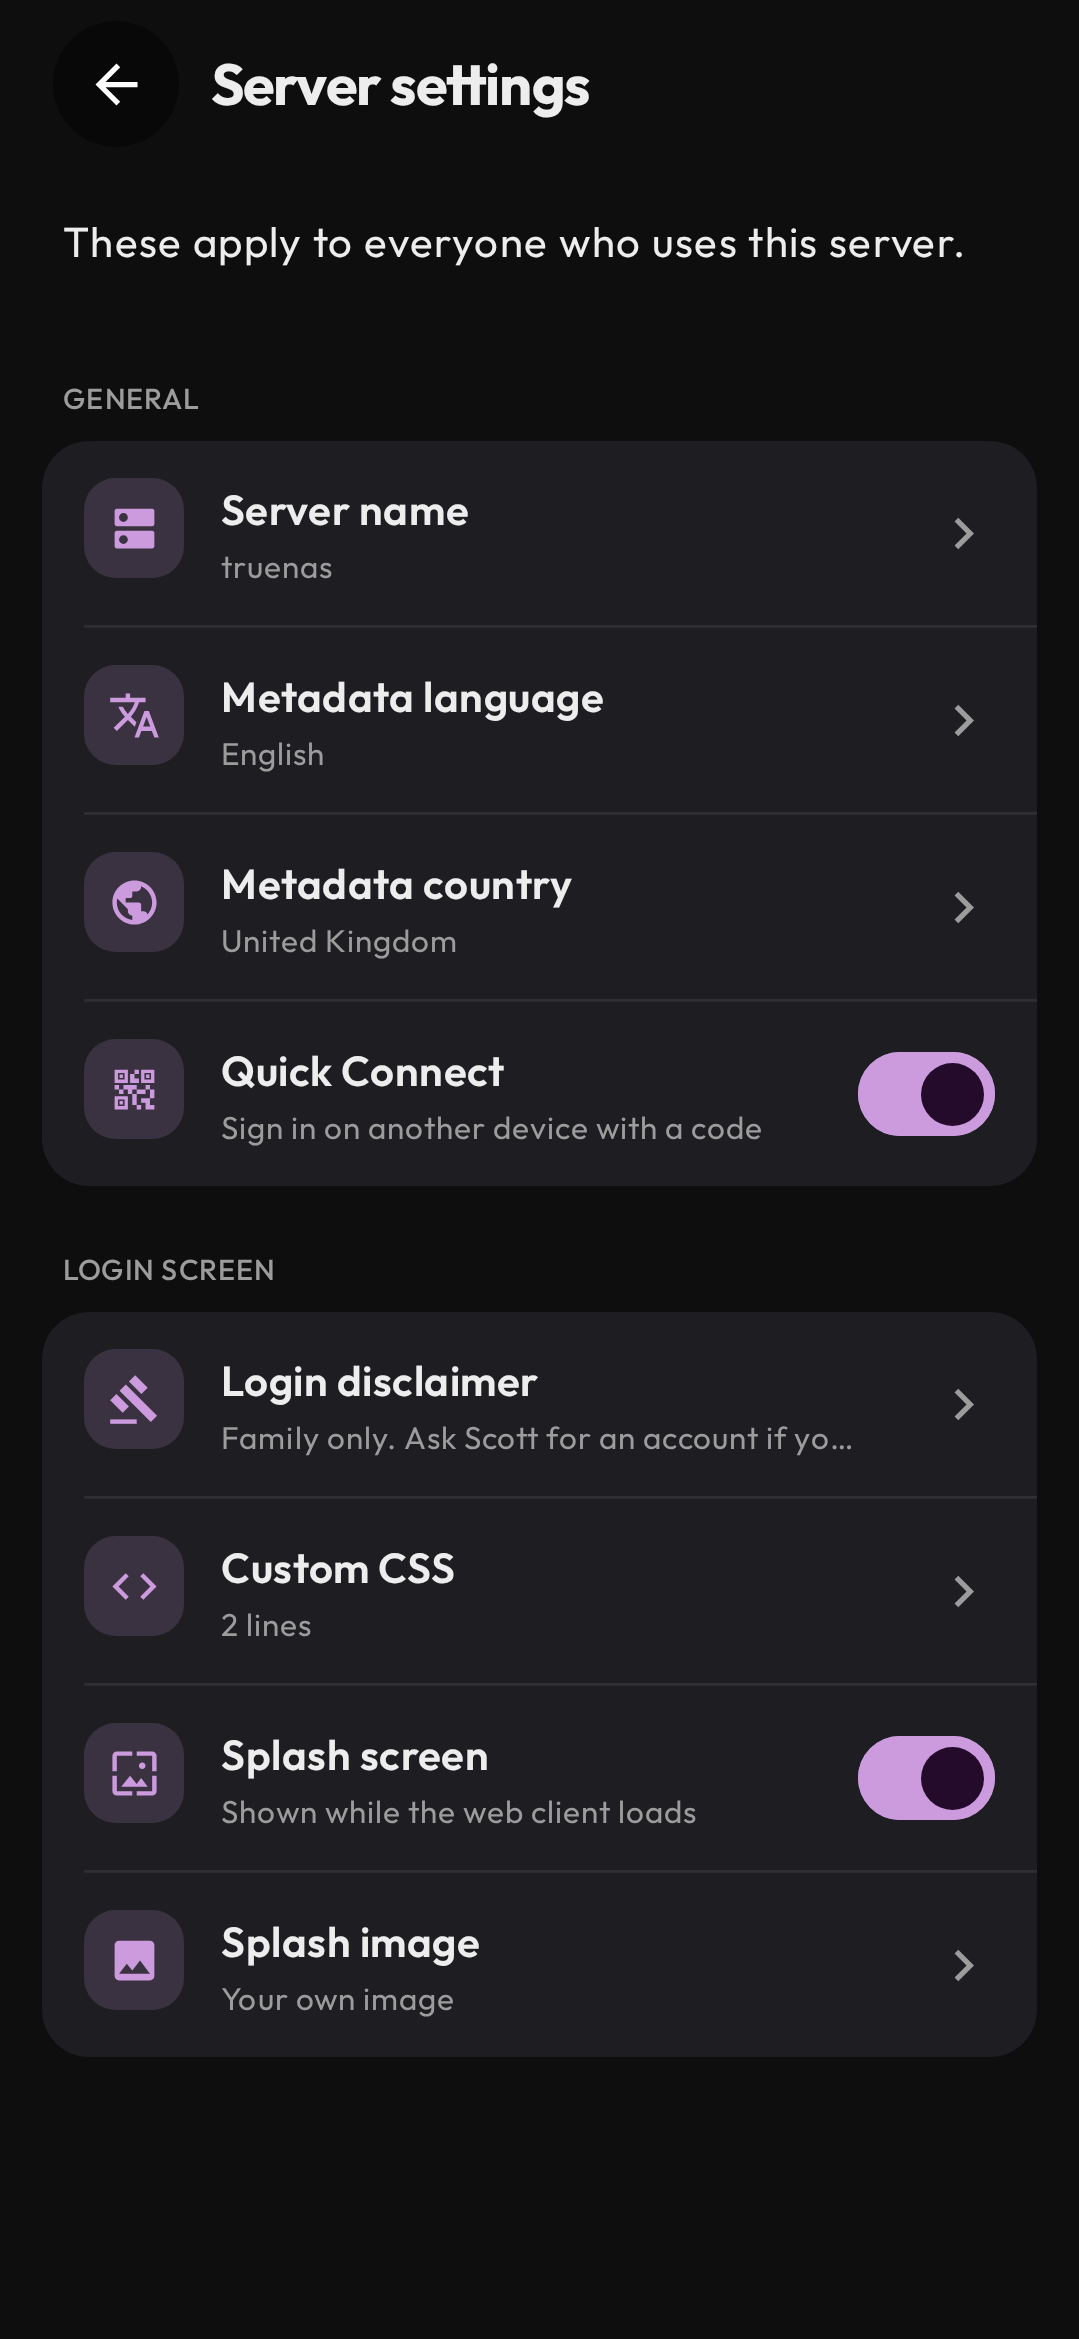 Server settings
These apply to everyone who uses this server.
GENERAL
Server name
truenas
Metadata language
English
Metadata country
United Kingdom
Quick Connect
Sign in on another device with a code
LOGIN SCREEN
Login disclaimer
Family only. Ask Scott for an account if yo...
Custom CSS
2 lines
Splash screen
Shown while the web client loads
Splash image
Your own image